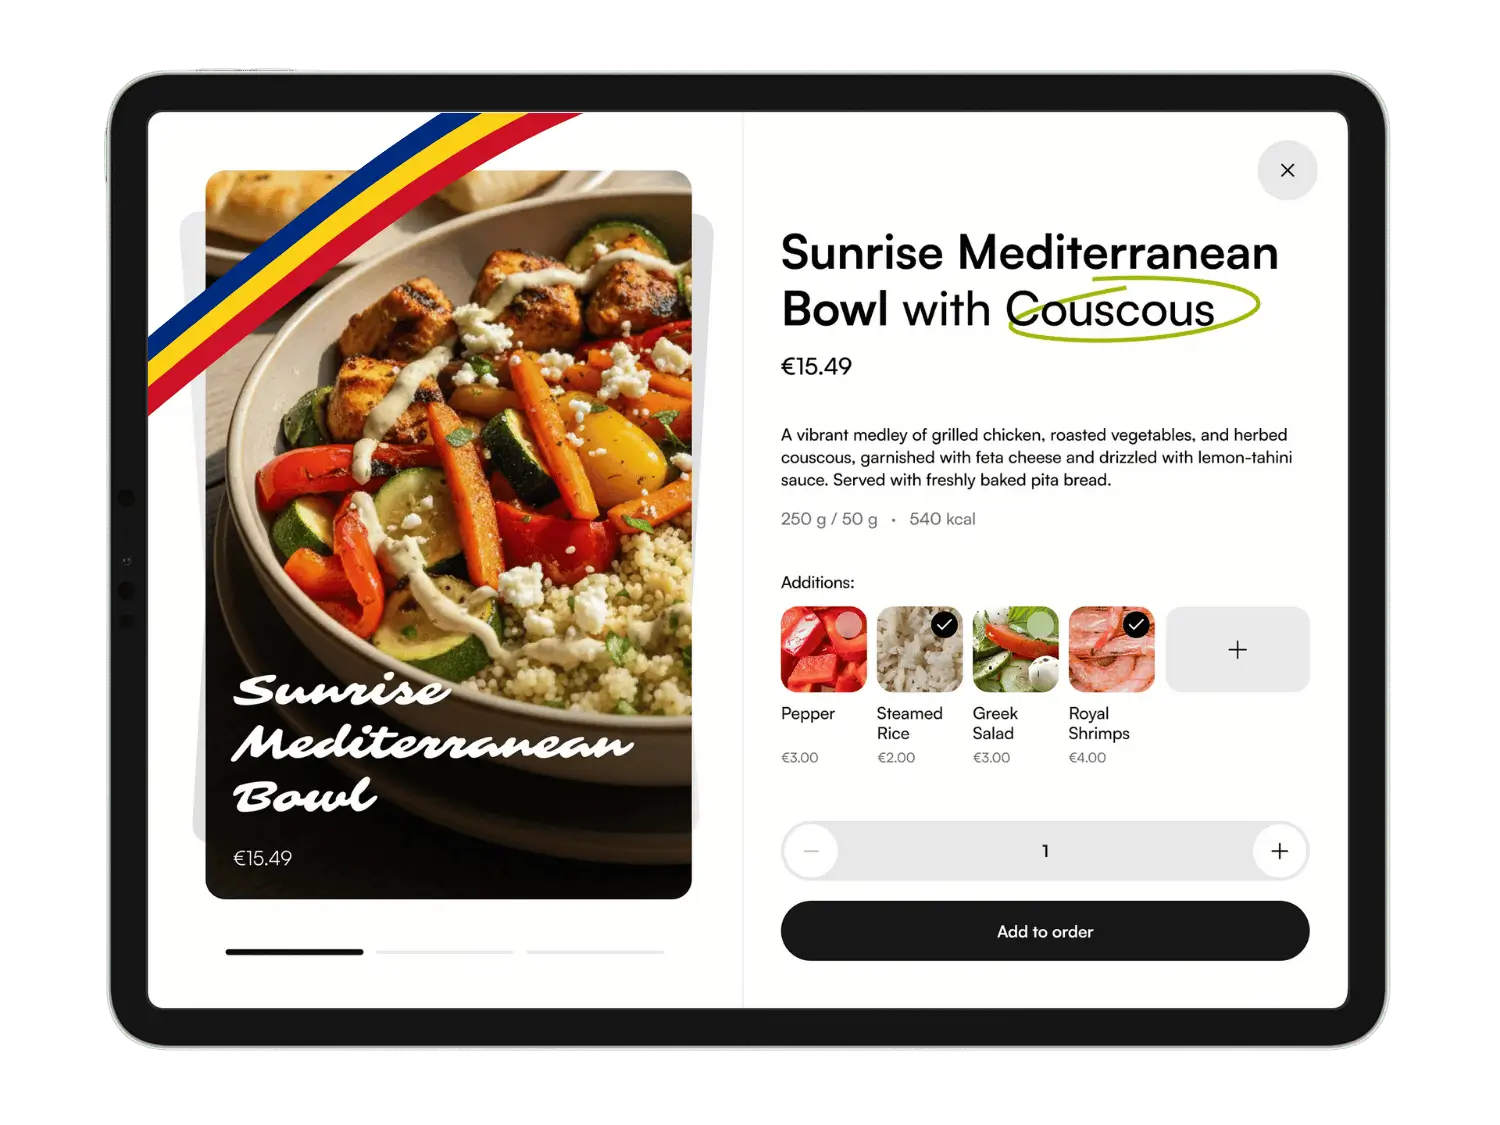 Sunrise
Mediterranean
Bowl
€15.49
Sunrise Mediterranean
Bowl with Couscous
€15.49
A vibrant medley of grilled chicken, roasted vegetables, and herbed
couscous, garnished with feta cheese and drizzled with lemon-tahini
sauce. Served with freshly baked pita bread.
250 g / 50 g · 540 kcal
Additions:
Pepper
€3.00
Steamed
Rice
€2.00
Greek
Salad
€3.00
Royal
Shrimps
€4.00
1
Add to order